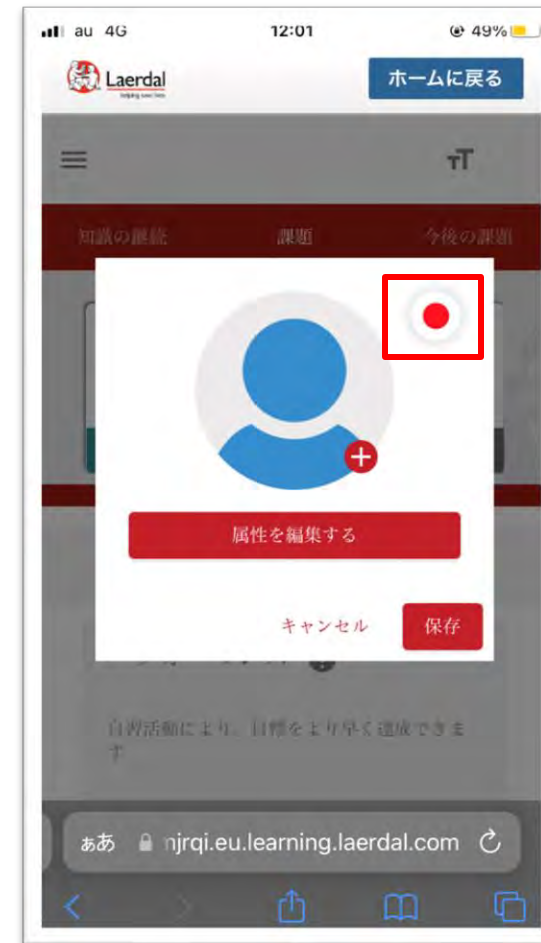 au 4G 12:01 49%
Laerdal
helping save lives
ホームに戻る
TT
知識の継続 課題 今後の課題
属性を編集する
キャンセル 保存
自習活動により、目標をより早く達成できま
す
ぁあ njrqi.eu.learning.laerdal.com